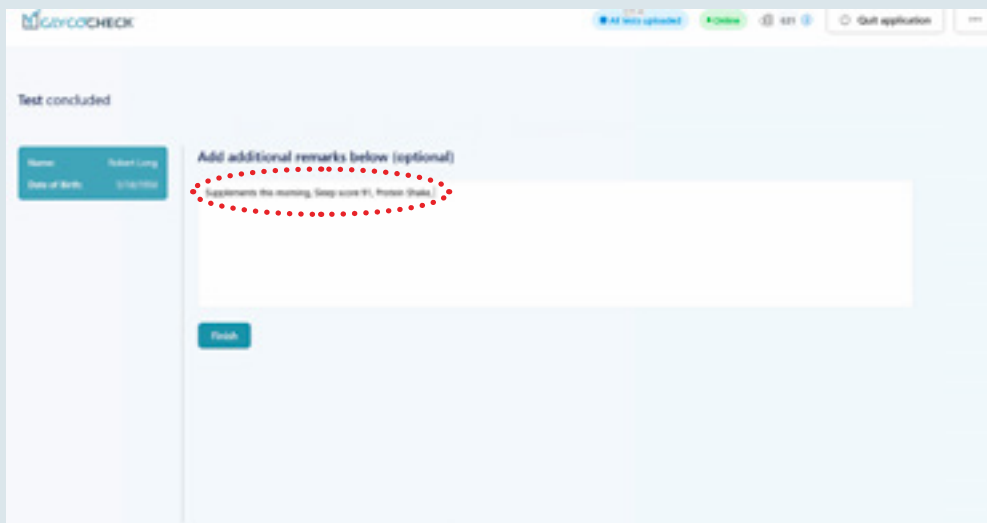 GLYCOCHECK
All tests uploaded
Online
631
Quit application
Test concluded
Name: Robert Long
Date of Birth:
Add additional remarks below (optional)
Supplements this morning, Sleep score 91, Protein Shake,
Finish